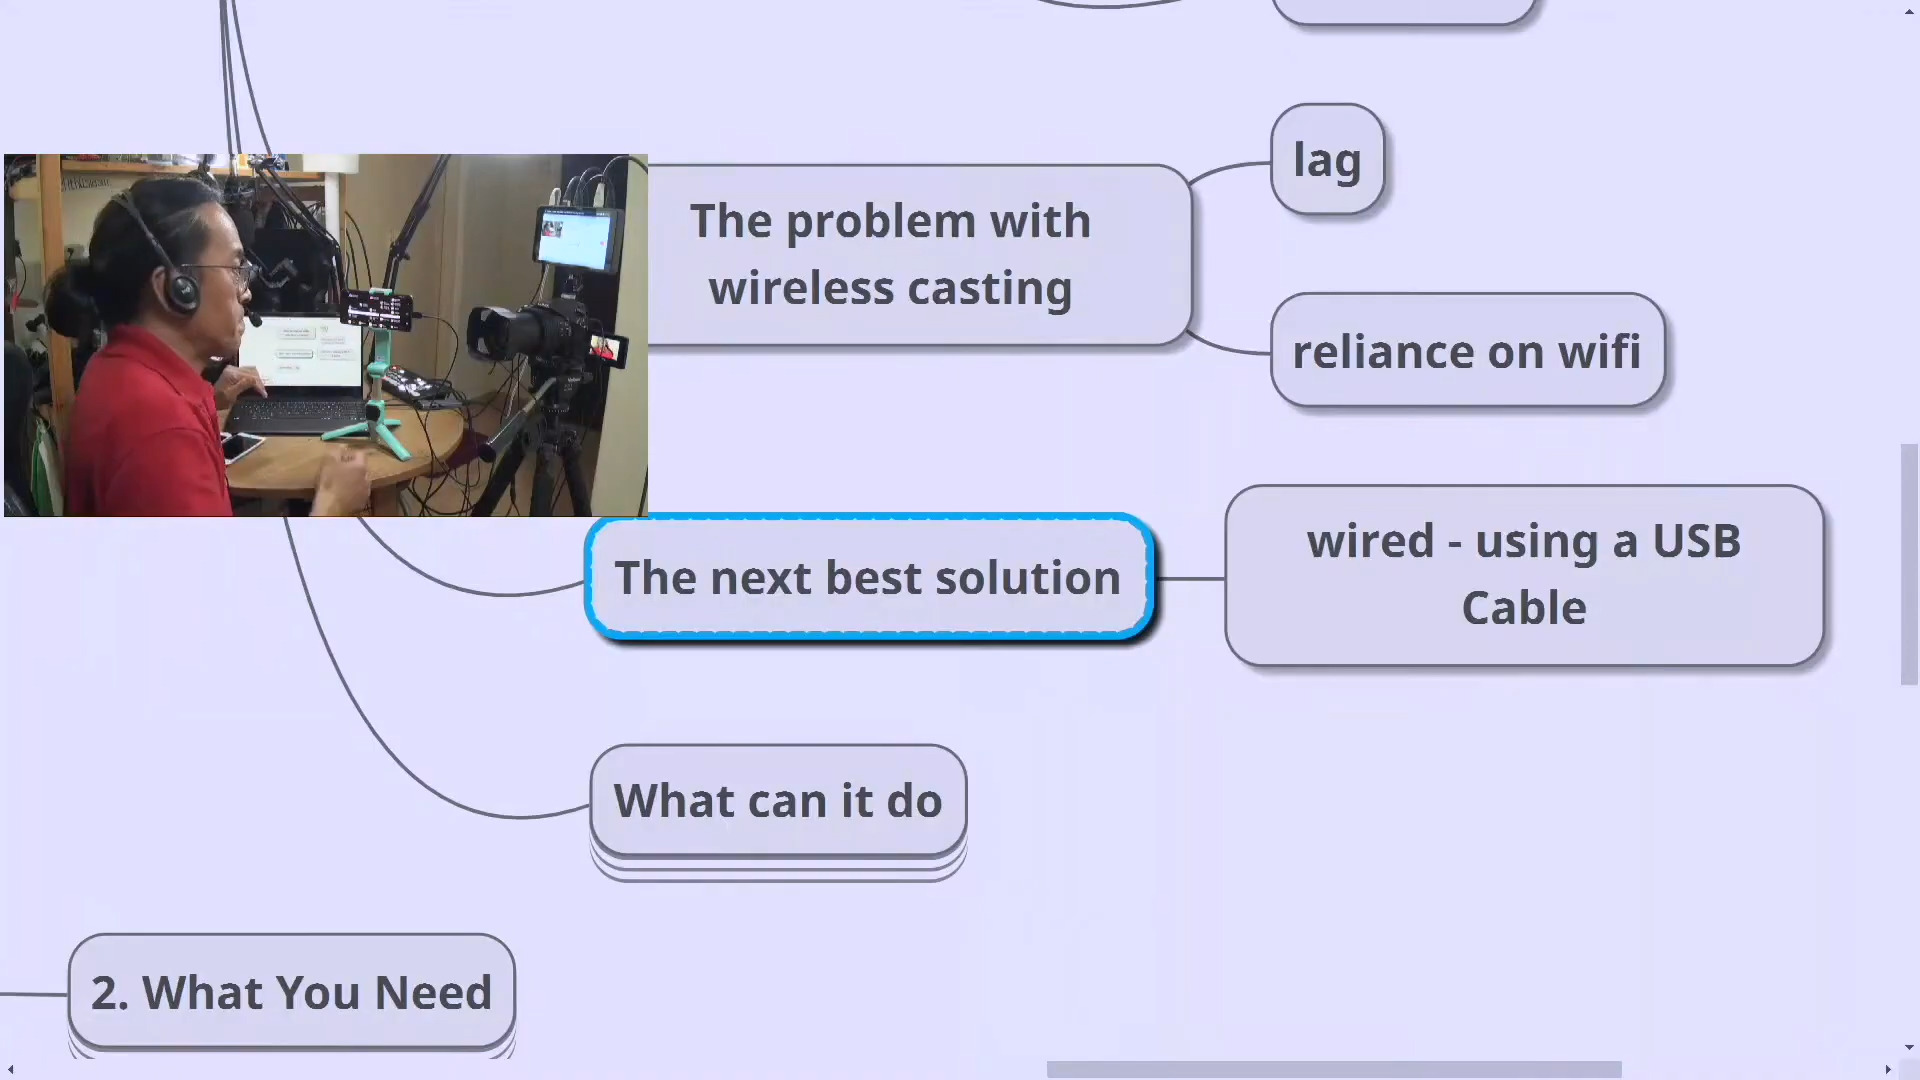 The problem with
wireless casting
lag
reliance on wifi
The next best solution
wired - using a USB
Cable
What can it do
2. What You Need